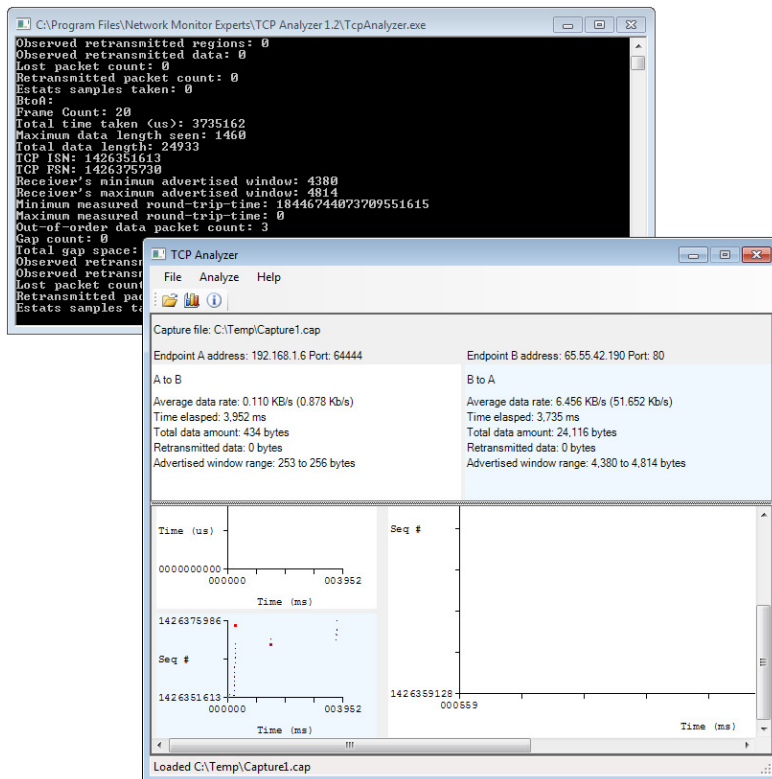 C:\Program Files\Network Monitor Experts\TCP Analyzer 1.2\TcpAnalyzer.exe
Observed retransmitted regions: 0
Observed retransmitted data: 0
Lost packet count: 0
Retransmitted packet count: 0
Estats samples taken: 0
BtoA:
Frame Count: 20
Total time taken (us): 3735162
Maximum data length seen: 1460
Total data length: 24933
TCP ISN: 1426351613
TCP FSN: 1426375730
Receiver's minimum advertised window: 4380
Receiver's maximum advertised window: 4814
Minimum measured round-trip-time: 18446744073709551615
Maximum measured round-trip-time: 0
Out-of-order data packet count: 3
Gap count: 0
Total gap space:
Observed retransm
Observed retransm
Lost packet count
Retransmitted pac
Estats samples ta
TCP Analyzer
File Analyze Help
Capture file: C:\Temp\Capture1.cap
Endpoint A address: 192.168.1.6 Port: 64444
Endpoint B address: 65.55.42.190 Port: 80
A to B
Average data rate: 0.110 KB/s (0.878 Kb/s)
Time elasped: 3,952 ms
Total data amount: 434 bytes
Retransmitted data: 0 bytes
Advertised window range: 253 to 256 bytes
B to A
Average data rate: 6.456 KB/s (51.652 Kb/s)
Time elasped: 3,735 ms
Total data amount: 24,116 bytes
Retransmitted data: 0 bytes
Advertised window range: 4,380 to 4,814 bytes
Time (us)
0000000000
000000 003952
Time (ms)
1426375986
Seq #
1426351613
000000 003952
Time (ms)
Seq #
1426359128
000559
Time (ms)
Loaded C:\Temp\Capture1.cap